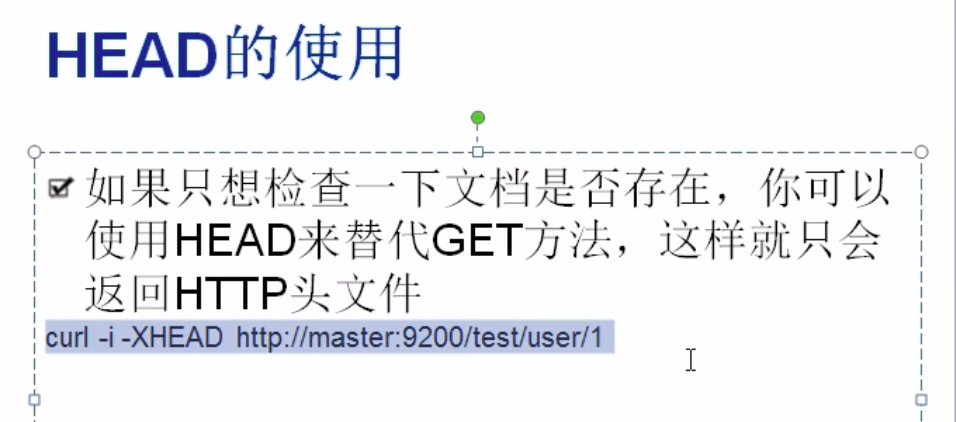 HEAD的使用
如果只想检查一下文档是否存在，你可以
使用HEAD来替代GET方法，这样就只会
返回HTTP头文件
curl -i -XHEAD http://master:9200/test/user/1